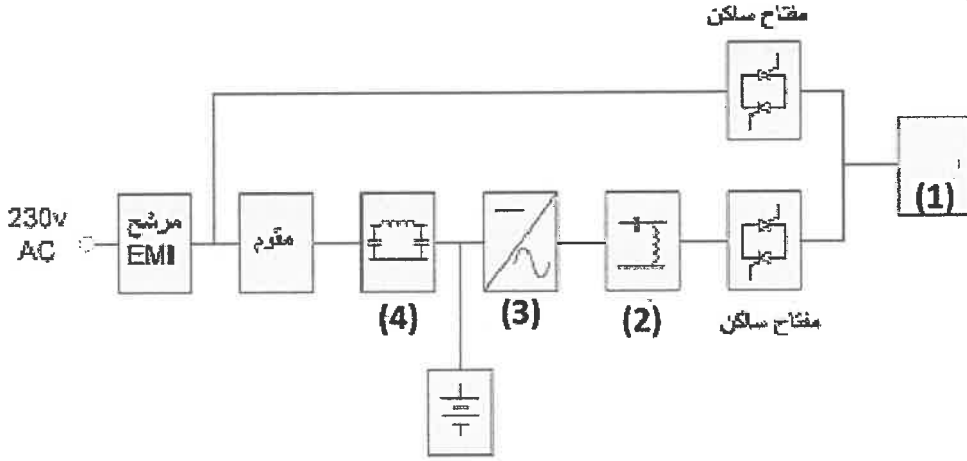 مفتاح ساكن
230v
AC
مرشح
EMI
مقوم
(1)
(4)
(3)
(2)
مفتاح ساكن